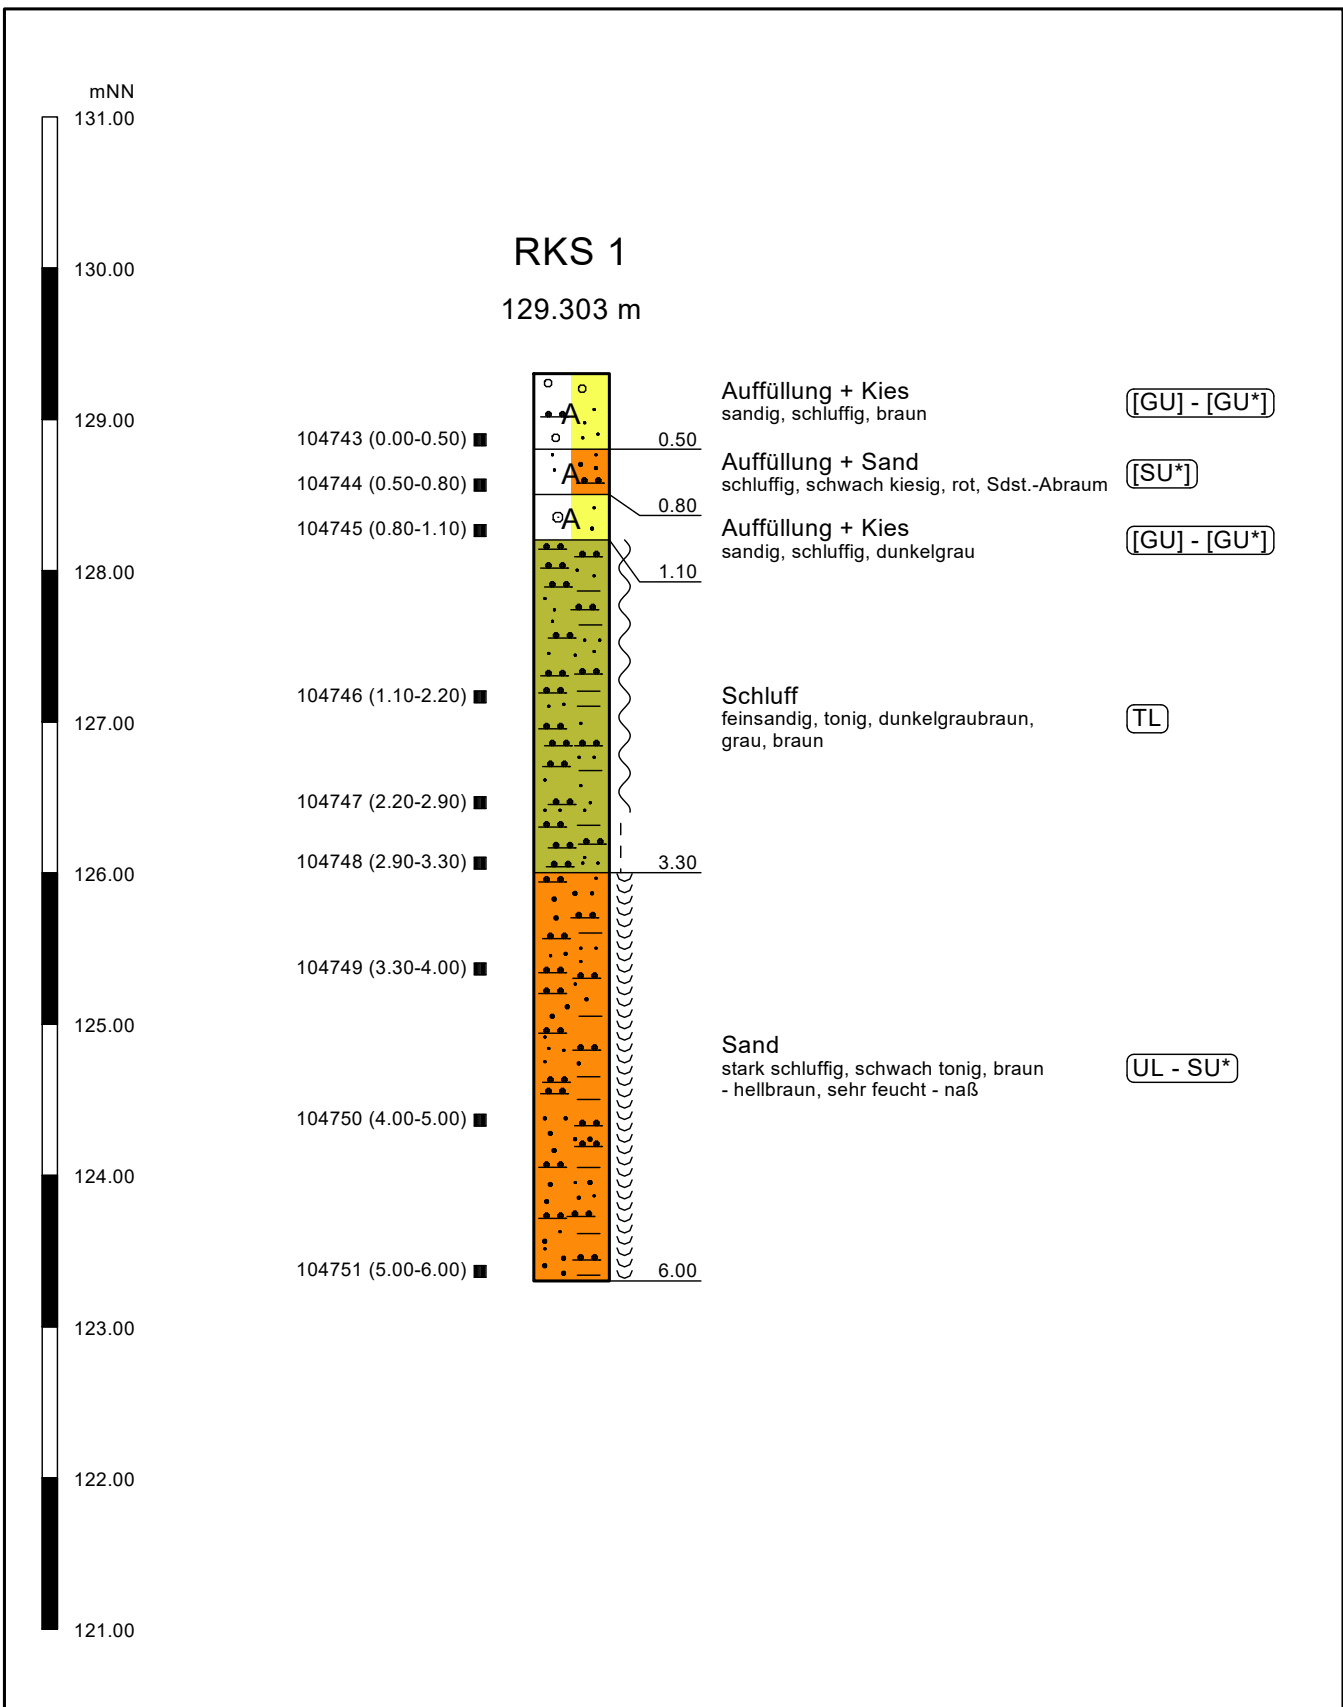 mNN
131.00
130.00
129.00
128.00
127.00
126.00
125.00
124.00
123.00
122.00
121.00
RKS 1
129.303 m
104743 (0.00-0.50)
104744 (0.50-0.80)
104745 (0.80-1.10)
104746 (1.10-2.20)
104747 (2.20-2.90)
104748 (2.90-3.30)
104749 (3.30-4.00)
104750 (4.00-5.00)
104751 (5.00-6.00)
A
A
A
0.50
0.80
1.10
3.30
6.00
Auffüllung + Kies
sandig, schluffig, braun
[GU] - [GU*]
Auffüllung + Sand
schluffig, schwach kiesig, rot, Sdst.-Abraum
[SU*]
Auffüllung + Kies
sandig, schluffig, dunkelgrau
[GU] - [GU*]
Schluff
feinsandig, tonig, dunkelgraubraun,
grau, braun
TL
Sand
stark schluffig, schwach tonig, braun
- hellbraun, sehr feucht - naß
UL - SU*